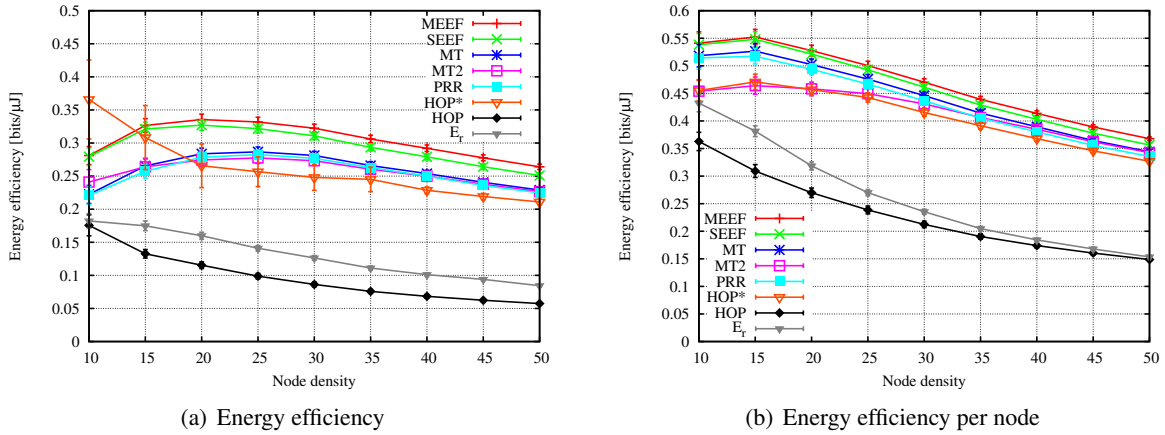 0.5
0.45
0.4
0.35
0.3
0.25
0.2
0.15
0.1
0.05
0
Energy efficiency [bits/μJ]
MEEF
SEEF
MT
MT2
PRR
HOP*
HOP
Er
10 15 20 25 30 35 40 45 50
Node density
(a) Energy efficiency
0.6
0.55
0.5
0.45
0.4
0.35
0.3
0.25
0.2
0.15
0.1
0.05
0
Energy efficiency [bits/μJ]
MEEF
SEEF
MT
MT2
PRR
HOP*
HOP
Er
10 15 20 25 30 35 40 45 50
Node density
(b) Energy efficiency per node